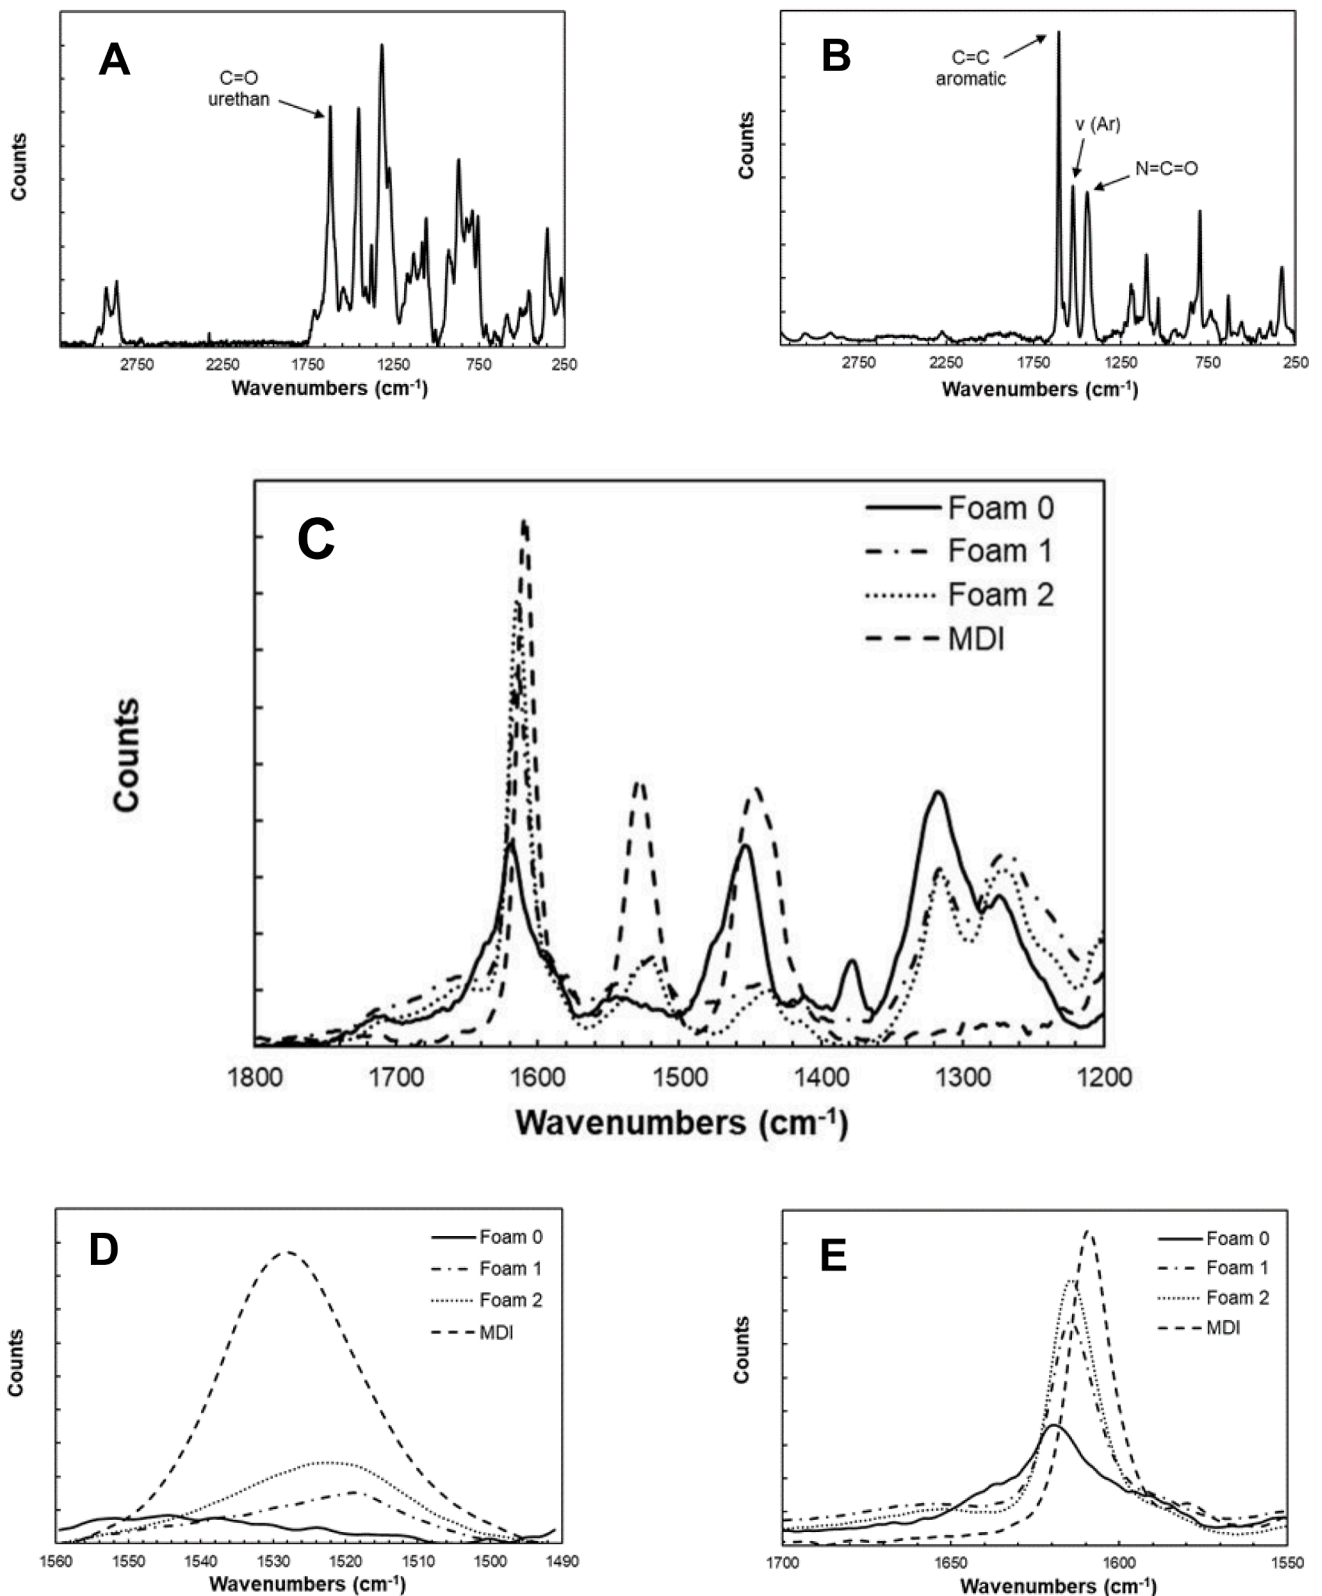 A
C=O
urethan
Counts
2750 2250 1750 1250 750 250
Wavenumbers (cm-1)
B
C=C
aromatic
v (Ar)
N=C=O
Counts
2750 2250 1750 1250 750 250
Wavenumbers (cm-1)
C
Foam 0
Foam 1
Foam 2
MDI
Counts
1800 1700 1600 1500 1400 1300 1200
Wavenumbers (cm-1)
D
Foam 0
Foam 1
Foam 2
MDI
Counts
1560 1550 1540 1530 1520 1510 1500 1490
Wavenumbers (cm-1)
E
Foam 0
Foam 1
Foam 2
MDI
Counts
1700 1650 1600 1550
Wavenumbers (cm-1)